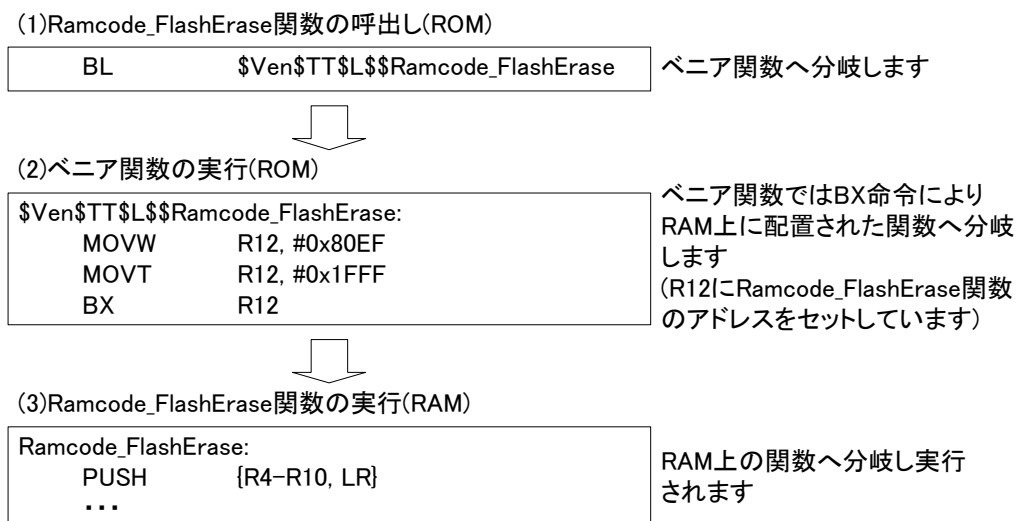 (1)Ramcode_FlashErase関数の呼出し(ROM)
BL $Ven$TT$L$$Ramcode_FlashErase
ベニア関数へ分岐します
(2)ベニア関数の実行(ROM)
$Ven$TT$L$$Ramcode_FlashErase:
MOVW R12, #0x80EF
MOVT R12, #0x1FFF
BX R12
ベニア関数ではBX命令により
RAM上に配置された関数へ分岐
します
(R12にRamcode_FlashErase関数
のアドレスをセットしています)
(3)Ramcode_FlashErase関数の実行(RAM)
Ramcode_FlashErase:
PUSH {R4-R10, LR}
・・・
RAM上の関数へ分岐し実行
されます